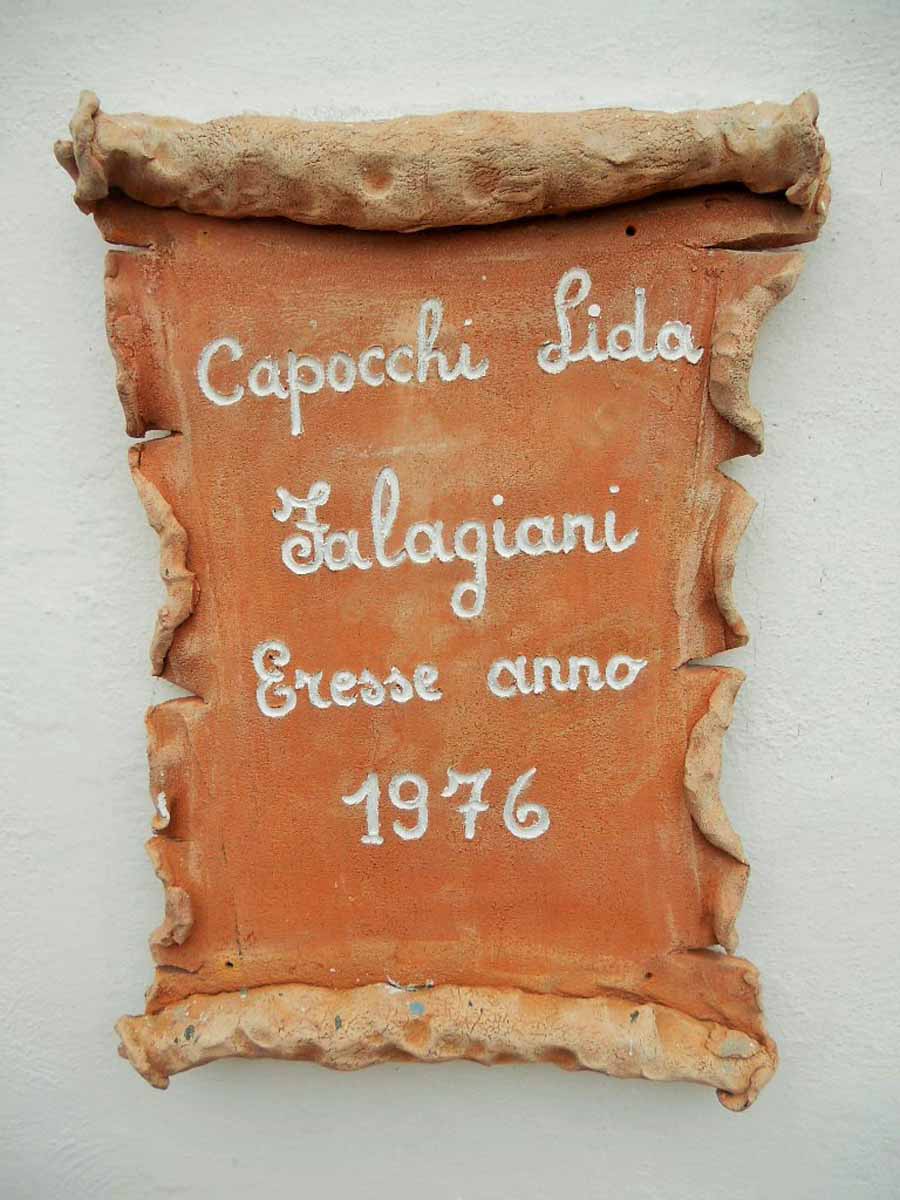 Capocchi Lida
Falagiani
Eresse anno
1976